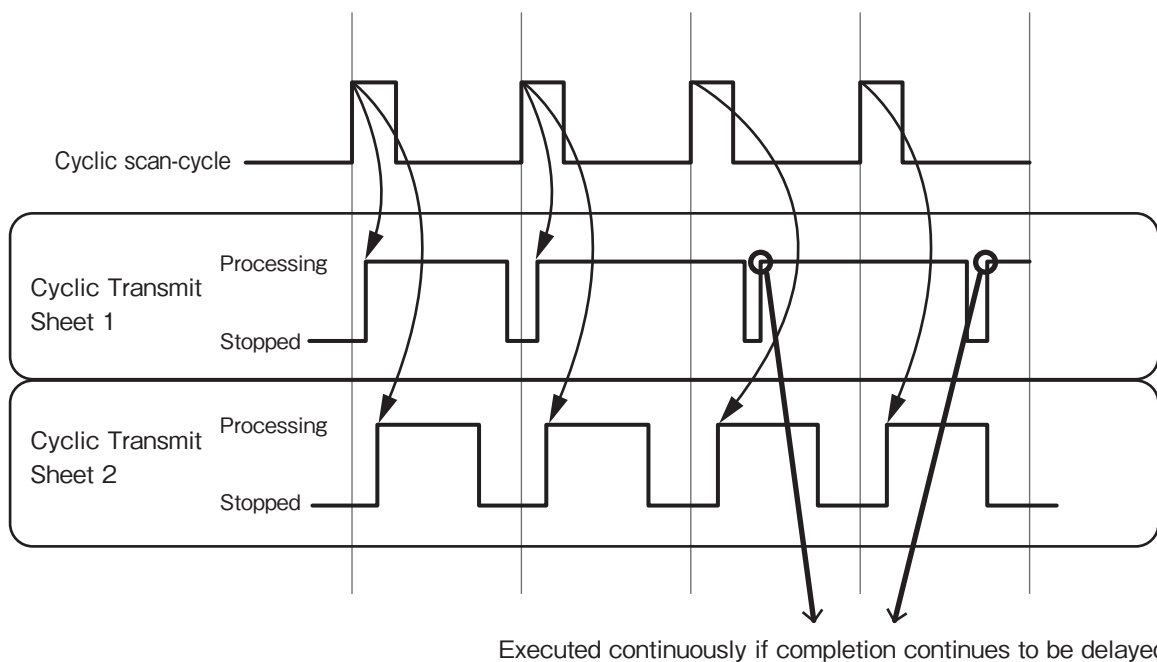 Cyclic scan-cycle
Cyclic Transmit
Sheet 1
Processing
Stopped
Cyclic Transmit
Sheet 2
Processing
Stopped
Executed continuously if completion continues to be delayed